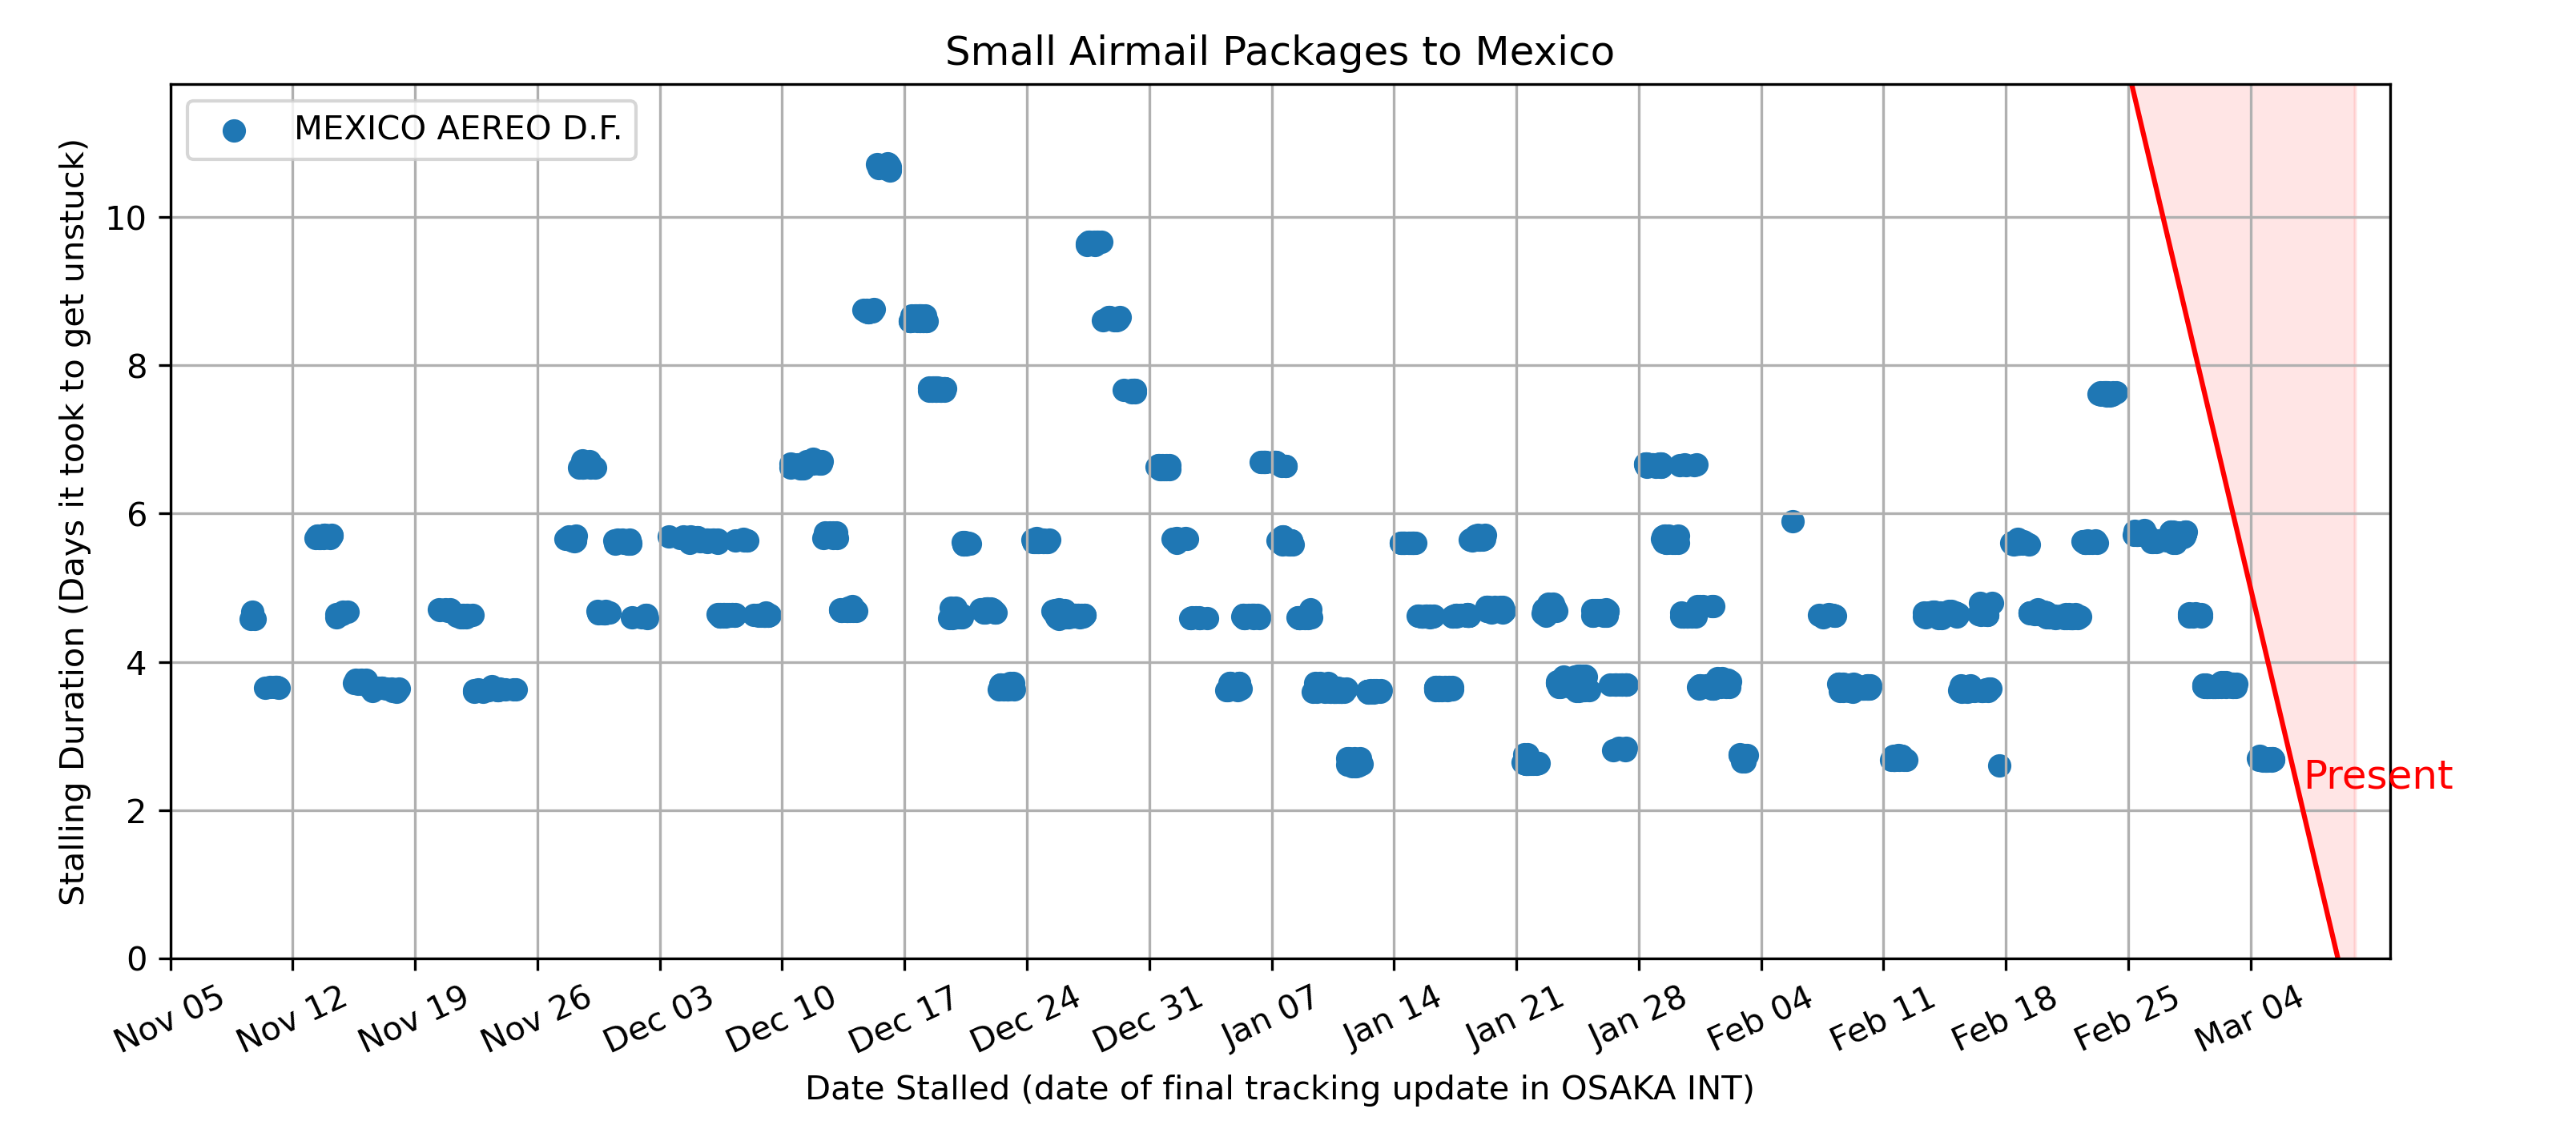 Small Airmail Packages to Mexico
MEXICO AEREO D.F.
Stalling Duration (Days it took to get unstuck)
10
8
6
4
2
0
Present
Nov 05
Nov 12
Nov 19
Nov 26
Dec 03
Dec 10
Dec 17
Dec 24
Dec 31
Jan 07
Jan 14
Jan 21
Jan 28
Feb 04
Feb 11
Feb 18
Feb 25
Mar 04
Date Stalled (date of final tracking update in OSAKA INT)